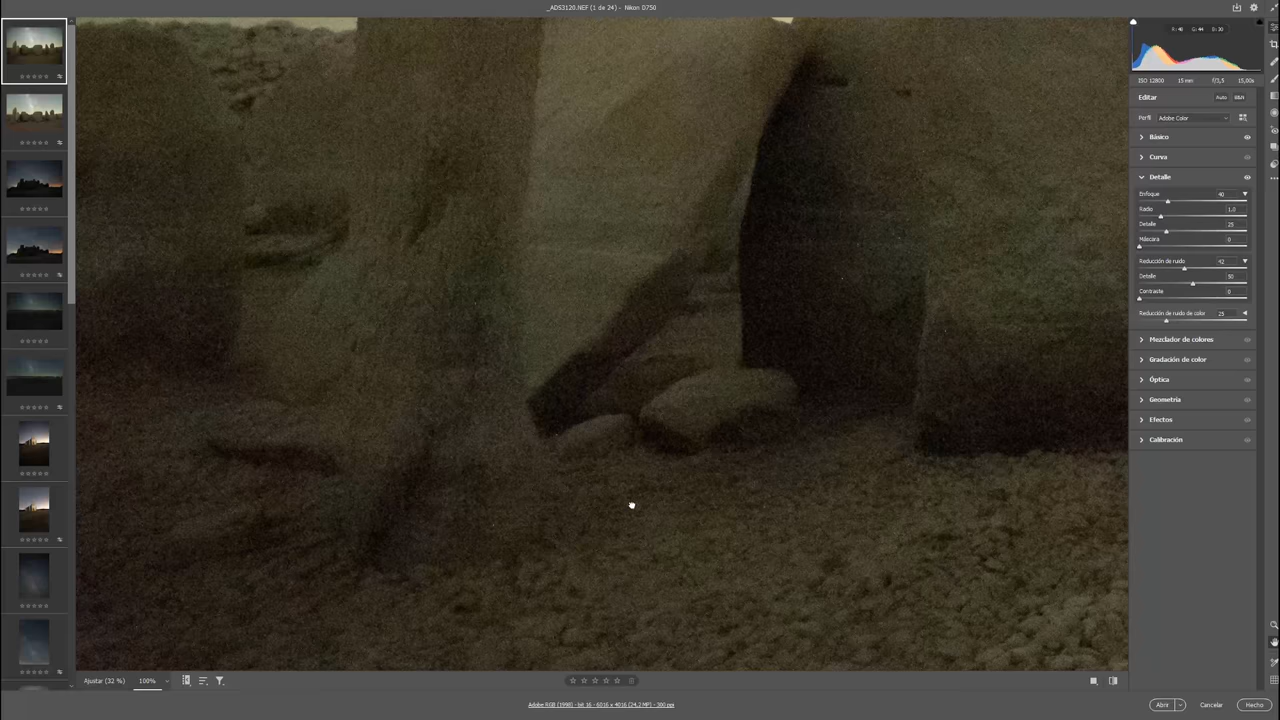 _ADS3120.NEF (1 de 24) - Nikon D750
R: 48 G: 44 B: 30
ISO 12800 15 mm f/3,5 15,00s
Editar Auto B&N
Perfil Adobe Color
Básico
Curva
Detalle
Enfoque 40
Radio 1.0
Detalle 25
Máscara 0
Reducción de ruido 42
Detalle 50
Contraste 0
Reducción de ruido de color 25
Mezclador de colores
Gradación de color
Óptica
Geometría
Efectos
Calibración
Ajustar (32 %) 100%
Adobe RGB (1998) - bit 16 - 6016 x 4016 (24,2 MP) - 300 ppi
Abrir Cancelar Hecho